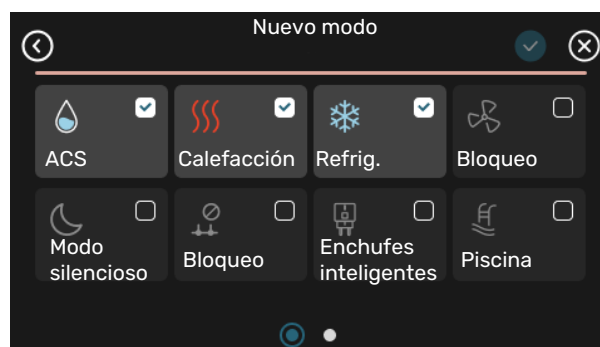 Nuevo modo
ACS
Calefacción
Refrig.
Bloqueo
Modo
silencioso
Bloqueo
Enchufes
inteligentes
Piscina